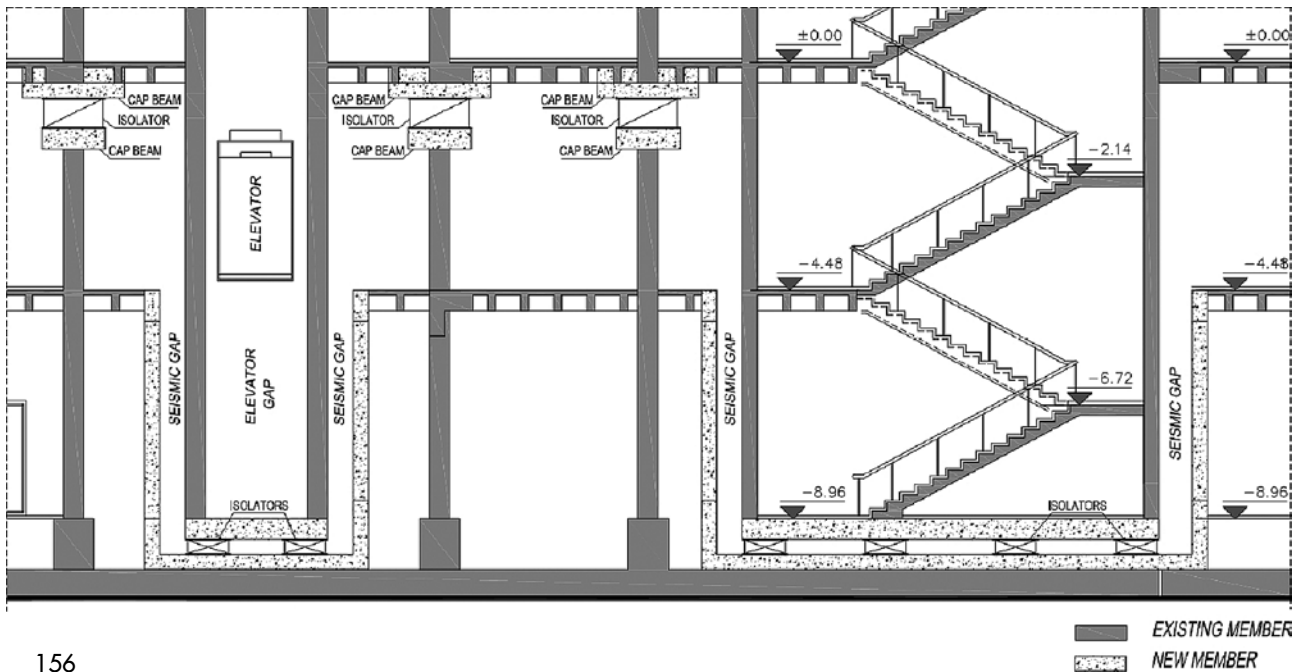 ±0.00
±0.00
CAP BEAM
CAP BEAM
CAP BEAM
ISOLATOR
ISOLATOR
ISOLATOR
CAP BEAM
CAP BEAM
CAP BEAM
-2.14
ELEVATOR
-4.48
-4.48
SEISMIC GAP
ELEVATOR
GAP
SEISMIC GAP
SEISMIC GAP
SEISMIC GAP
-6.72
-8.96
-8.96
ISOLATORS
ISOLATORS
EXISTING MEMBER
NEW MEMBER
156